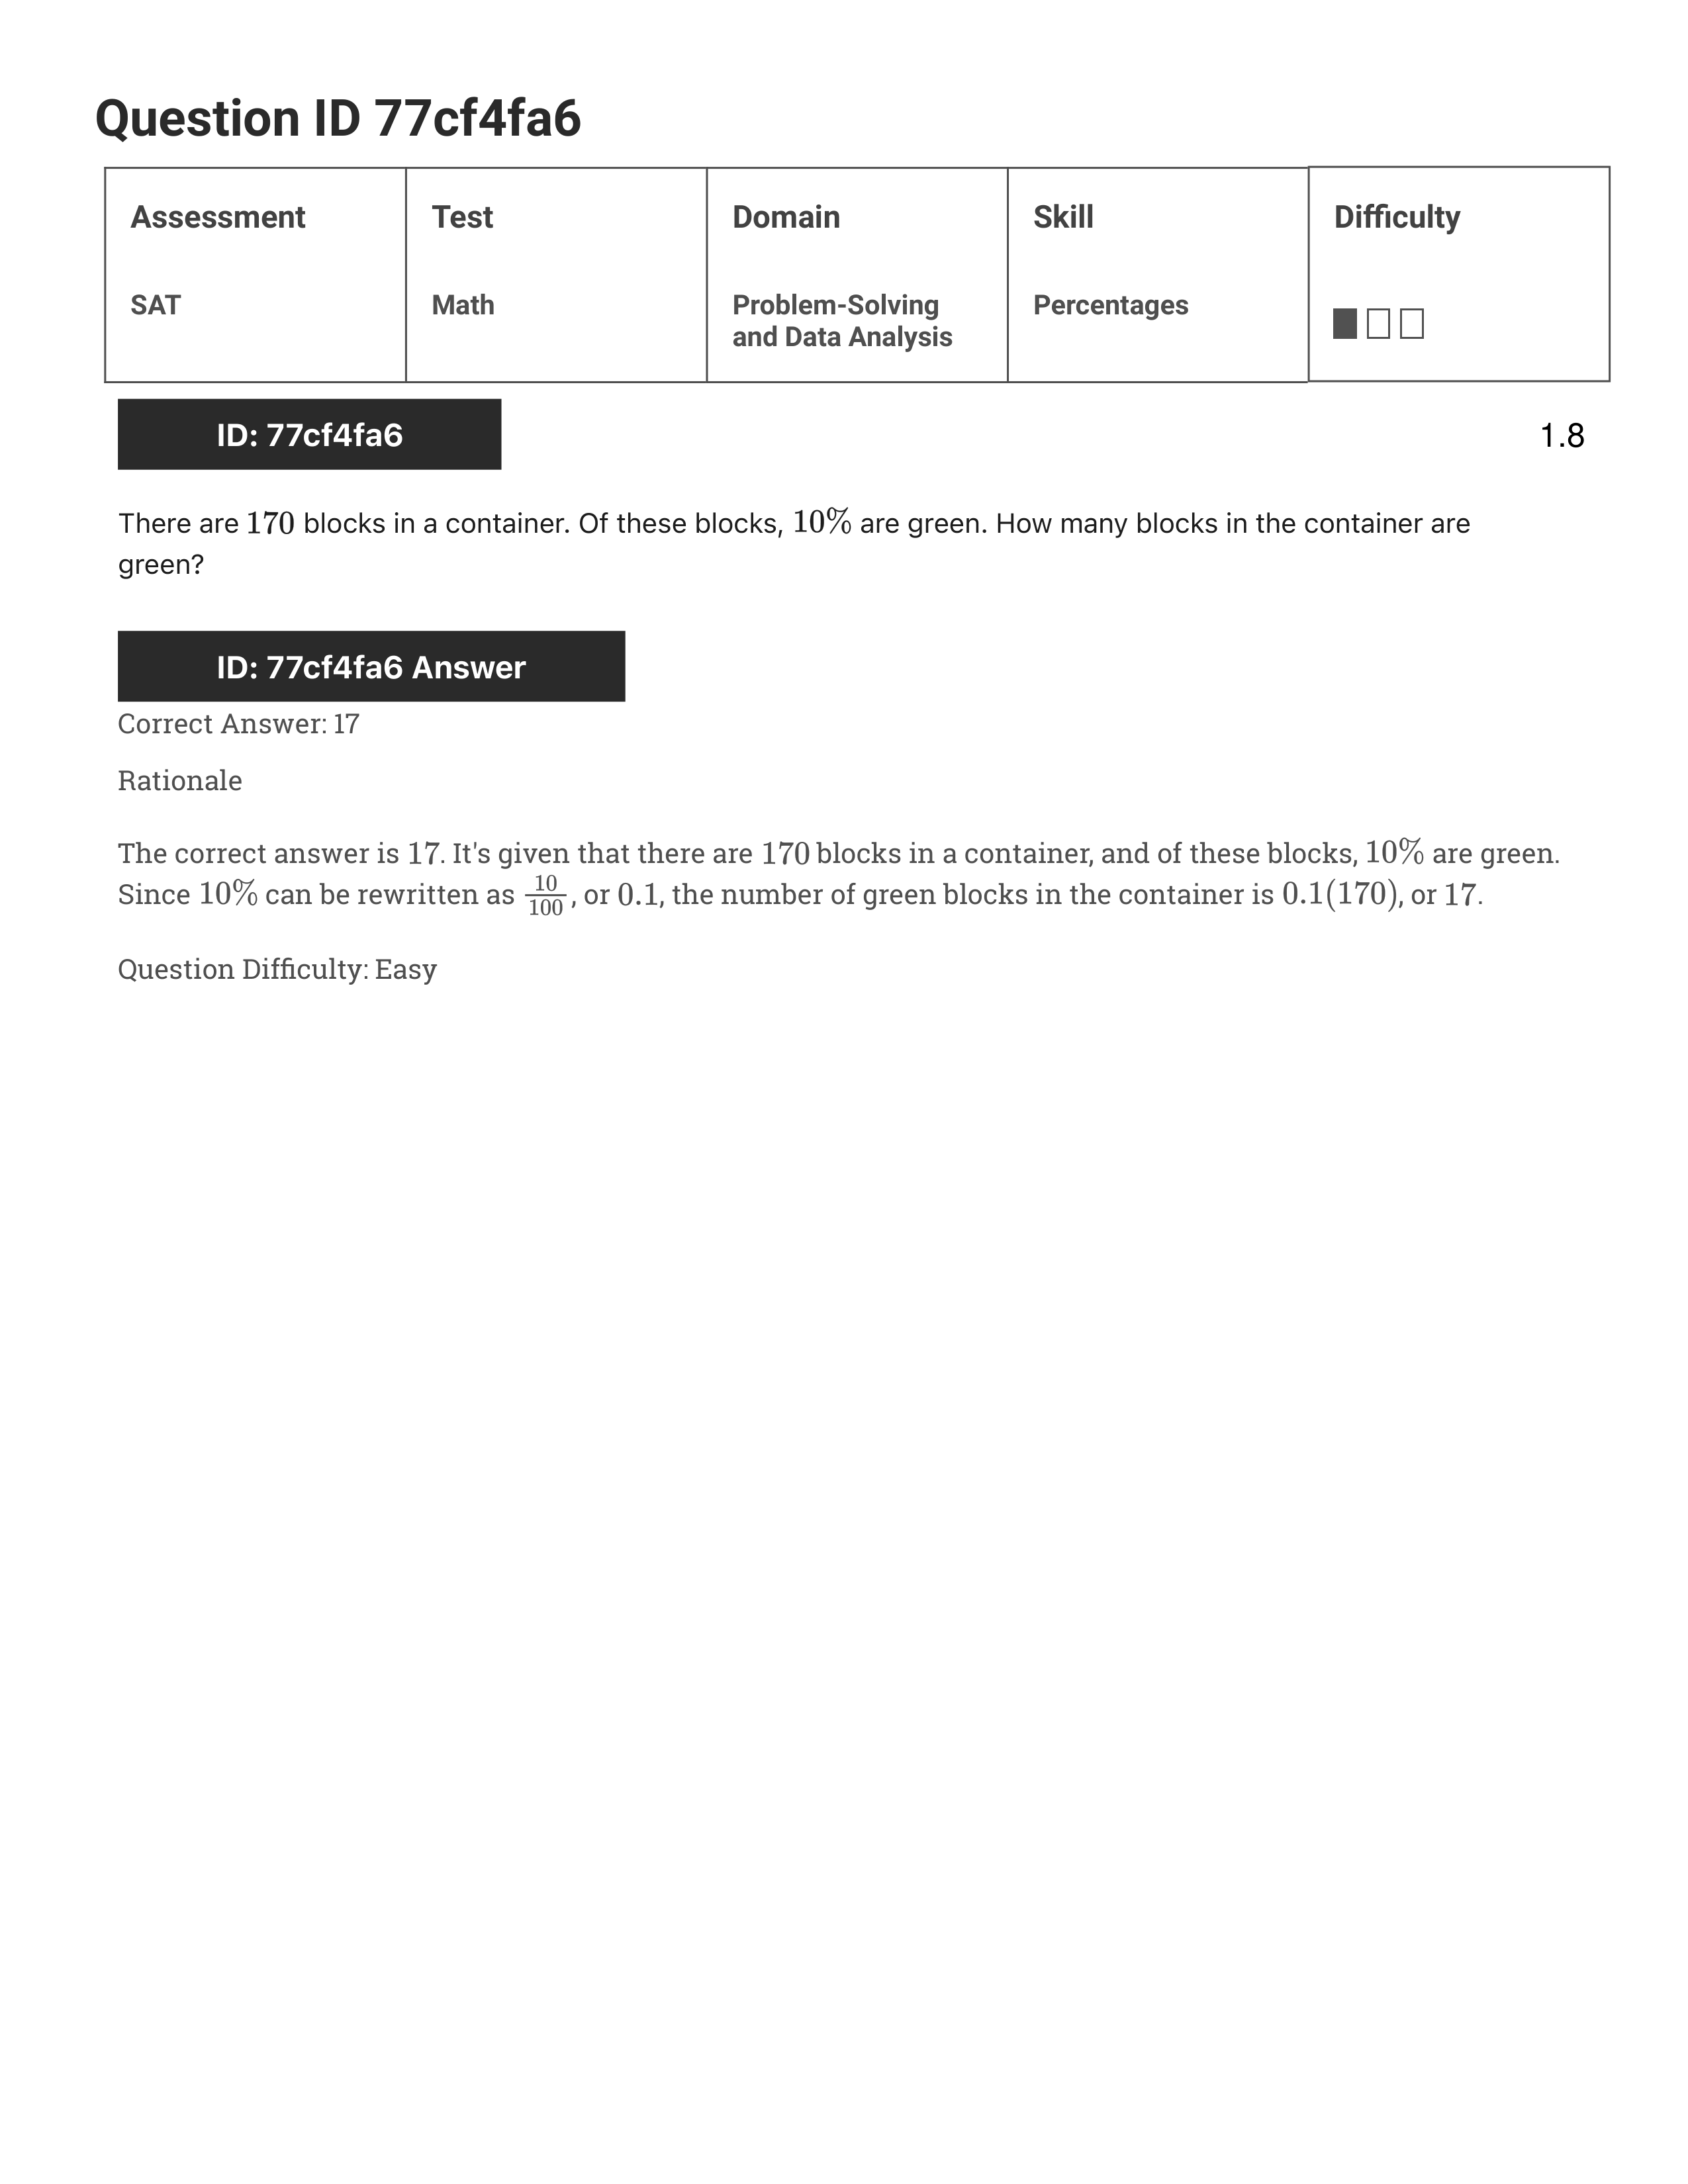 Question ID 77cf4fa6
Assessment Test Domain Skill Difficulty
SAT Math Problem-Solving and Data Analysis Percentages
ID: 77cf4fa6 1.8
There are 170 blocks in a container. Of these blocks, 10% are green. How many blocks in the container are
green?
ID: 77cf4fa6 Answer
Correct Answer: 17
Rationale
The correct answer is 17. It's given that there are 170 blocks in a container, and of these blocks, 10% are green.
Since 10% can be rewritten as 10/100, or 0.1, the number of green blocks in the container is 0.1(170), or 17.
Question Difficulty: Easy